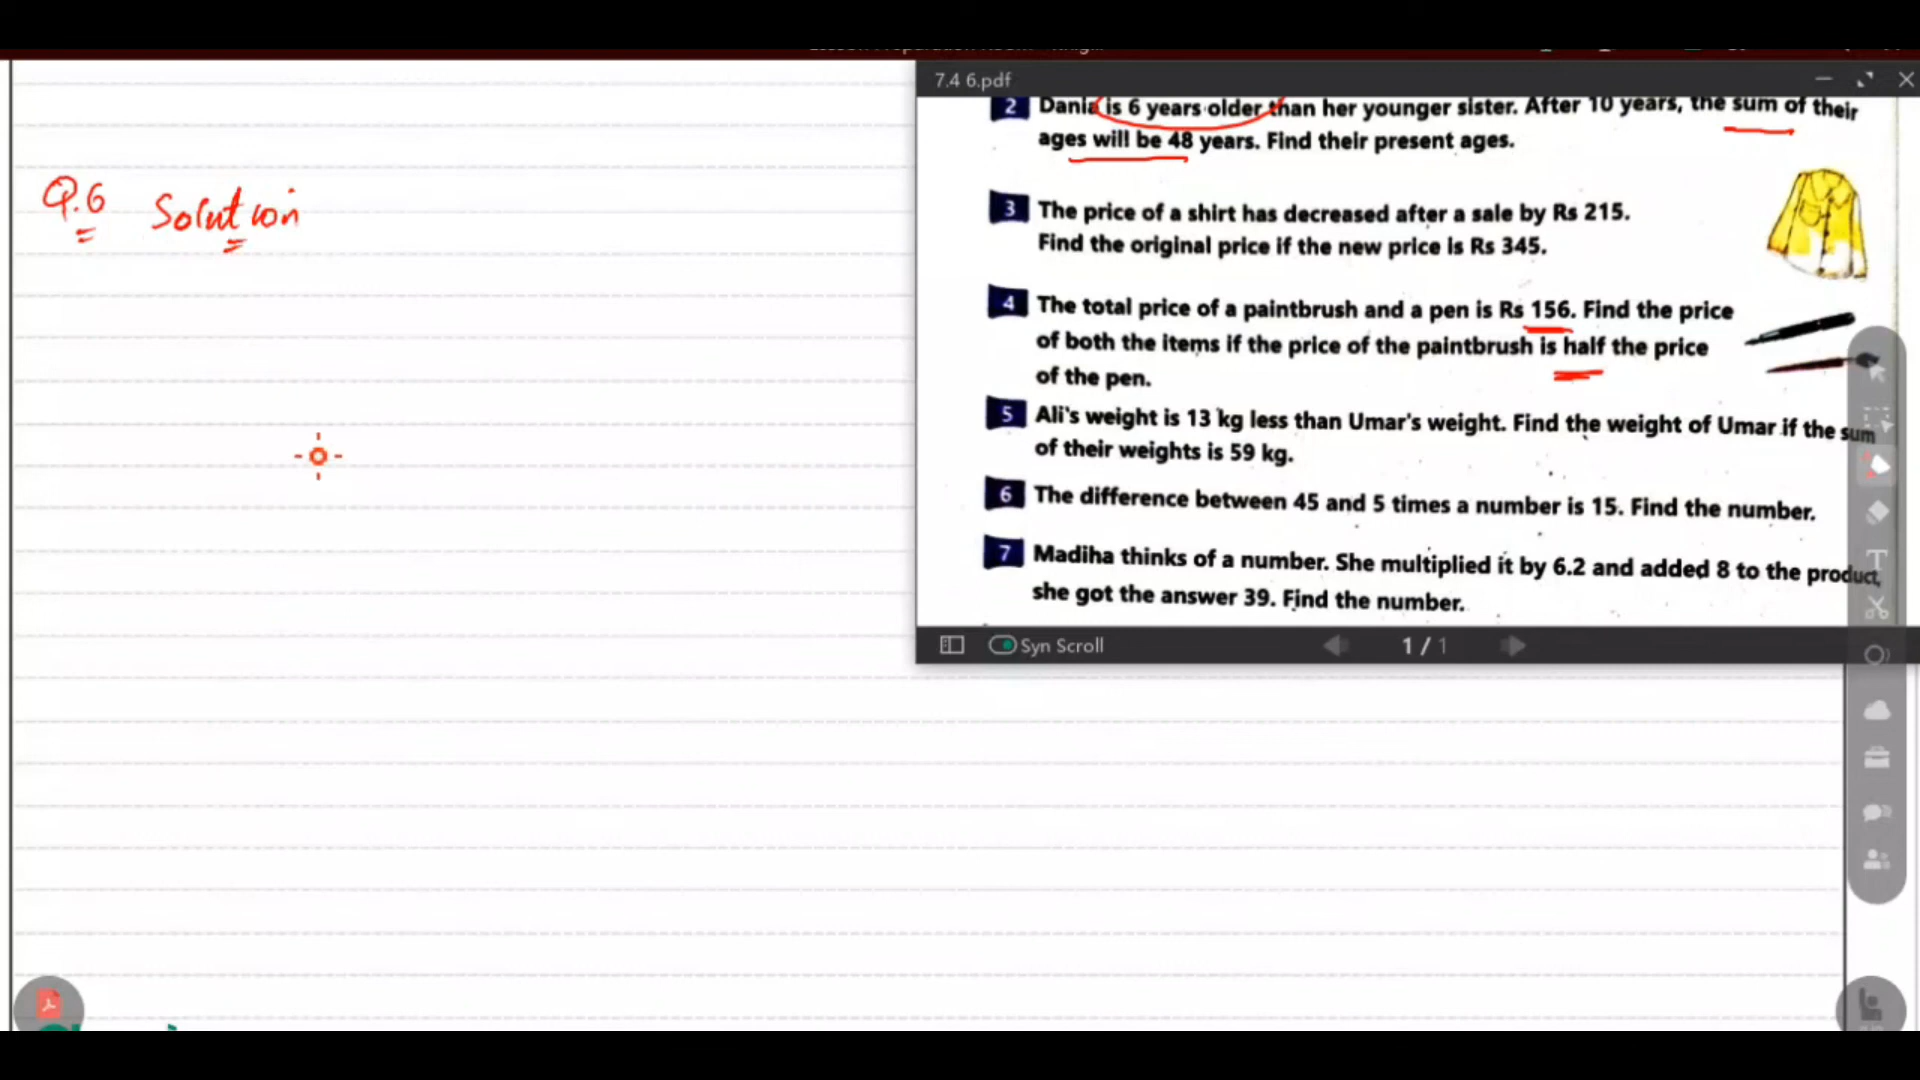 7.4 6.pdf
2 Dania is 6 years older than her younger sister. After 10 years, the sum of their
ages will be 48 years. Find their present ages.
Q.6 Solution
3 The price of a shirt has decreased after a sale by Rs 215.
Find the original price if the new price is Rs 345.
4 The total price of a paintbrush and a pen is Rs 156. Find the price
of both the items if the price of the paintbrush is half the price
of the pen.
5 Ali's weight is 13 kg less than Umar's weight. Find the weight of Umar if the sum
of their weights is 59 kg.
6 The difference between 45 and 5 times a number is 15. Find the number.
7 Madiha thinks of a number. She multiplied it by 6.2 and added 8 to the product,
she got the answer 39. Find the number.
Syn Scroll 1 / 1